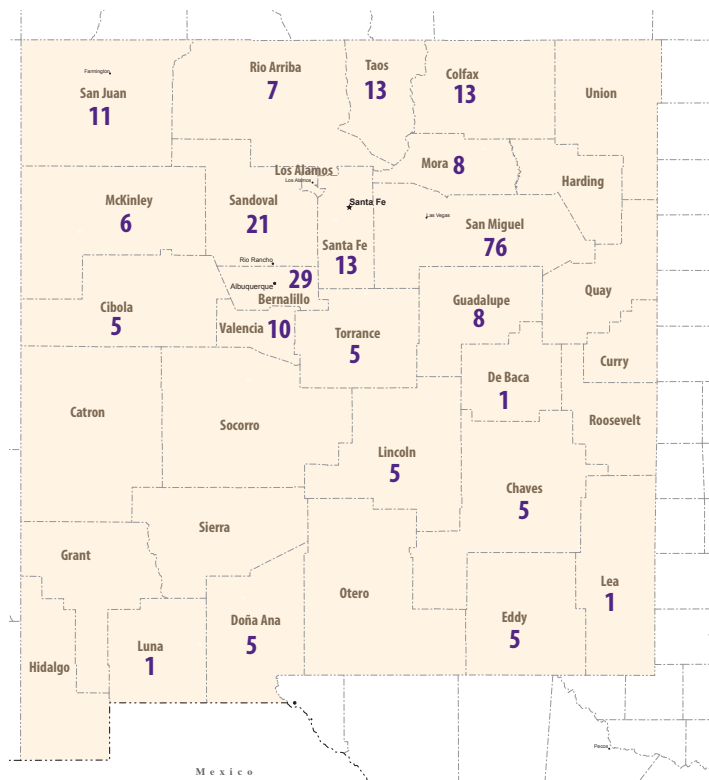 Taos
13
Rio Arriba
7
Colfax
13
Farmington
San Juan
11
Union
Mora 8
Los Alamos
Los Alamos
Harding
McKinley
6
Sandoval
21
Santa Fe
Las Vegas
San Miguel
76
Santa Fe
13
Rio Rancho
29
Albuquerque
Bernalillo
Quay
Cibola
5
Guadalupe
8
Valencia 10
Torrance
5
Curry
De Baca
1
Catron
Socorro
Roosevelt
Lincoln
5
Chaves
5
Sierra
Grant
Lea
1
Otero
Doña Ana
5
Eddy
5
Luna
1
Hidalgo
Pecos
Mexico